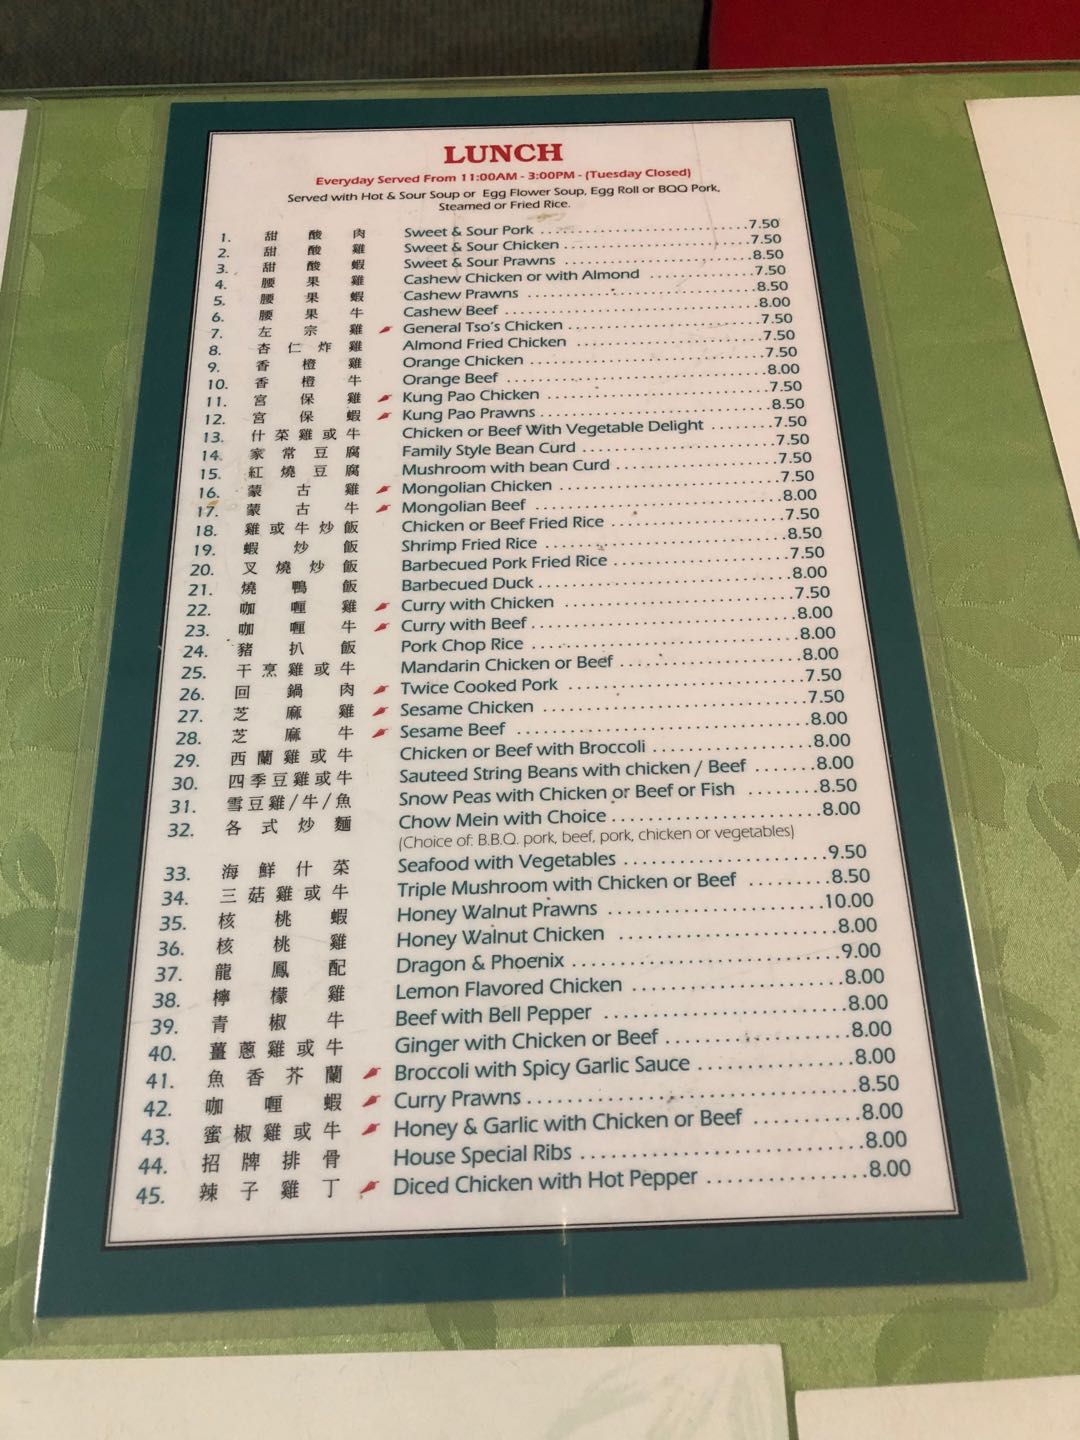 LUNCH
Everyday Served From 11:00AM - 3:00PM - (Tuesday Closed)
Served with Hot & Sour Soup or Egg Flower Soup, Egg Roll or BQQ Pork,
Steamed or Fried Rice.
1. 甜酸肉 Sweet & Sour Pork 7.50
2. 甜酸雞 Sweet & Sour Chicken 7.50
3. 甜酸蝦 Sweet & Sour Prawns 8.50
4. 腰果雞 Cashew Chicken or with Almond 7.50
5. 腰果蝦 Cashew Prawns 8.50
6. 腰果牛 Cashew Beef 8.00
7. 左宗雞 General Tso's Chicken 7.50
8. 杏仁炸雞 Almond Fried Chicken 7.50
9. 香橙雞 Orange Chicken 7.50
10. 香橙牛 Orange Beef 8.00
11. 宮保雞 Kung Pao Chicken 7.50
12. 宮保蝦 Kung Pao Prawns 8.50
13. 什菜雞或牛 Chicken or Beef With Vegetable Delight 7.50
14. 家常豆腐 Family Style Bean Curd 7.50
15. 紅燒豆腐 Mushroom with bean Curd 7.50
16. 蒙古雞 Mongolian Chicken 7.50
17. 蒙古牛 Mongolian Beef 8.00
18. 雞或牛炒飯 Chicken or Beef Fried Rice 7.50
19. 蝦炒飯 Shrimp Fried Rice 8.50
20. 叉燒炒飯 Barbecued Pork Fried Rice 7.50
21. 燒鴨飯 Barbecued Duck 8.00
22. 咖喱雞 Curry with Chicken 7.50
23. 咖喱牛 Curry with Beef 8.00
24. 豬扒飯 Pork Chop Rice 8.00
25. 干烹雞或牛 Mandarin Chicken or Beef 8.00
26. 回鍋肉 Twice Cooked Pork 7.50
27. 芝麻雞 Sesame Chicken 7.50
28. 芝麻牛 Sesame Beef 8.00
29. 西蘭雞或牛 Chicken or Beef with Broccoli 8.00
30. 四季豆雞或牛 Sauteed String Beans with chicken / Beef 8.00
31. 雪豆雞/牛/魚 Snow Peas with Chicken or Beef or Fish 8.50
32. 各式炒麵 Chow Mein with Choice 8.00
(Choice of: B.B.Q. pork, beef, pork, chicken or vegetables)
33. 海鮮什菜 Seafood with Vegetables 9.50
34. 三菇雞或牛 Triple Mushroom with Chicken or Beef 8.50
35. 核桃蝦 Honey Walnut Prawns 10.00
36. 核桃雞 Honey Walnut Chicken 8.00
37. 龍鳳配 Dragon & Phoenix 9.00
38. 檸檬雞 Lemon Flavored Chicken 8.00
39. 青椒牛 Beef with Bell Pepper 8.00
40. 薑蔥雞或牛 Ginger with Chicken or Beef 8.00
41. 魚香芥蘭 Broccoli with Spicy Garlic Sauce 8.00
42. 咖喱蝦 Curry Prawns 8.50
43. 蜜椒雞或牛 Honey & Garlic with Chicken or Beef 8.00
44. 招牌排骨 House Special Ribs 8.00
45. 辣子雞丁 Diced Chicken with Hot Pepper 8.00